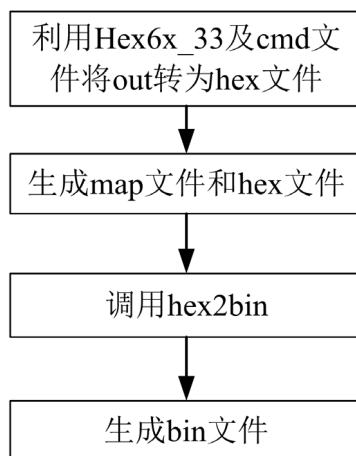 利用Hex6x_33及cmd文
件将out转为hex文件
生成map文件和hex文件
调用hex2bin
生成bin文件